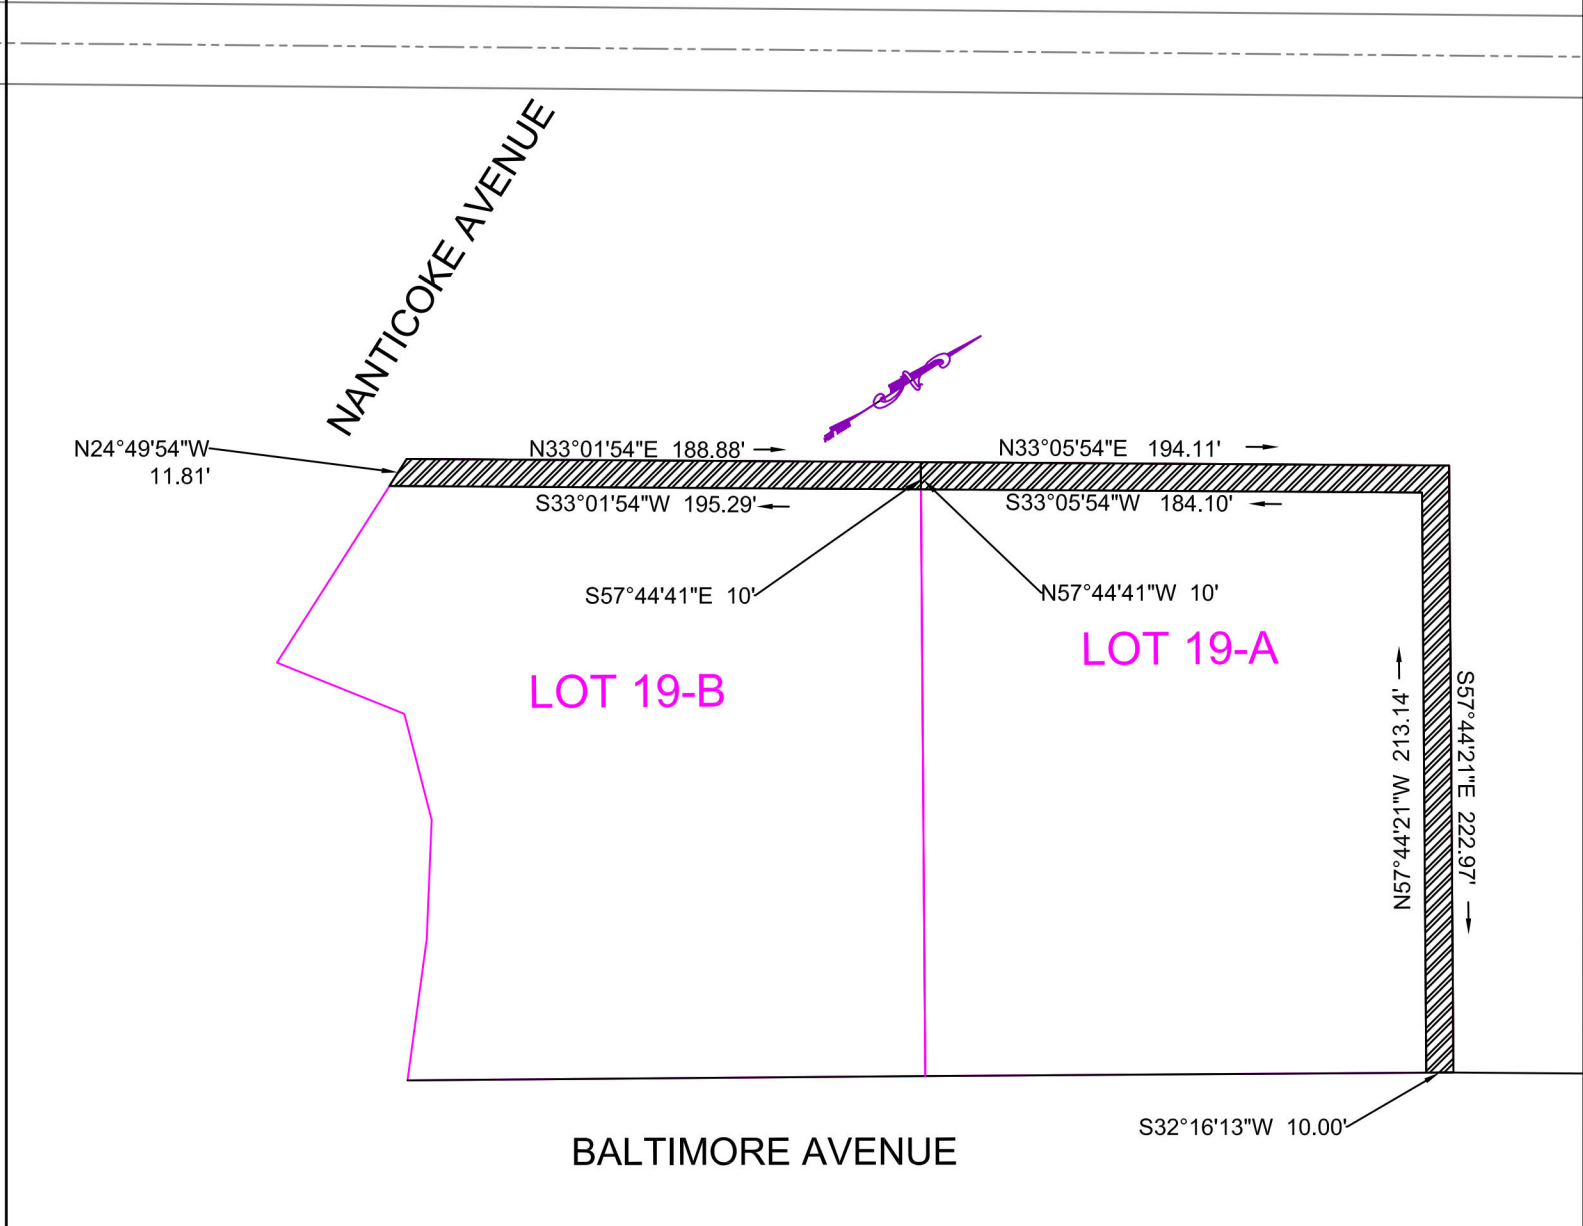 NANTICOKE AVENUE
N24°49'54"W
11.81'
N33°01'54"E 188.88'
N33°05'54"E 194.11'
S33°01'54"W 195.29'
S33°05'54"W 184.10'
S57°44'41"E 10'
N57°44'41"W 10'
LOT 19-A
LOT 19-B
N57°44'21"W 213.14'
S57°44'21"E 222.97'
S32°16'13"W 10.00'
BALTIMORE AVENUE